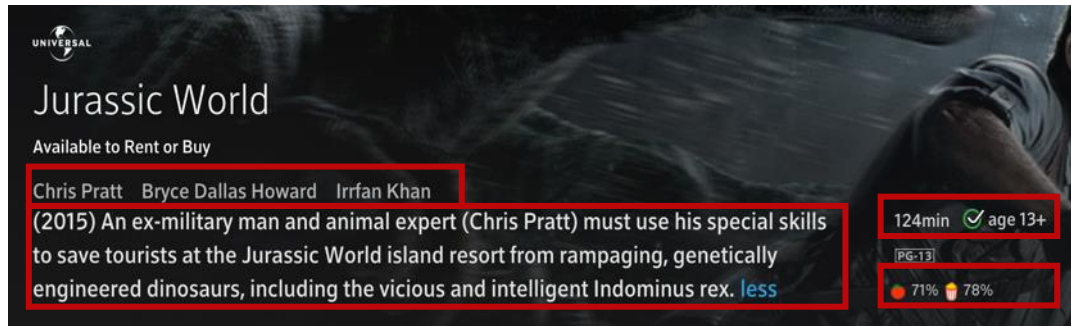 UNIVERSAL
Jurassic World
Available to Rent or Buy
Chris Pratt Bryce Dallas Howard Irrfan Khan
(2015) An ex-military man and animal expert (Chris Pratt) must use his special skills
to save tourists at the Jurassic World island resort from rampaging, genetically
engineered dinosaurs, including the vicious and intelligent Indominus rex. less
124min age 13+
PG-13
71% 78%